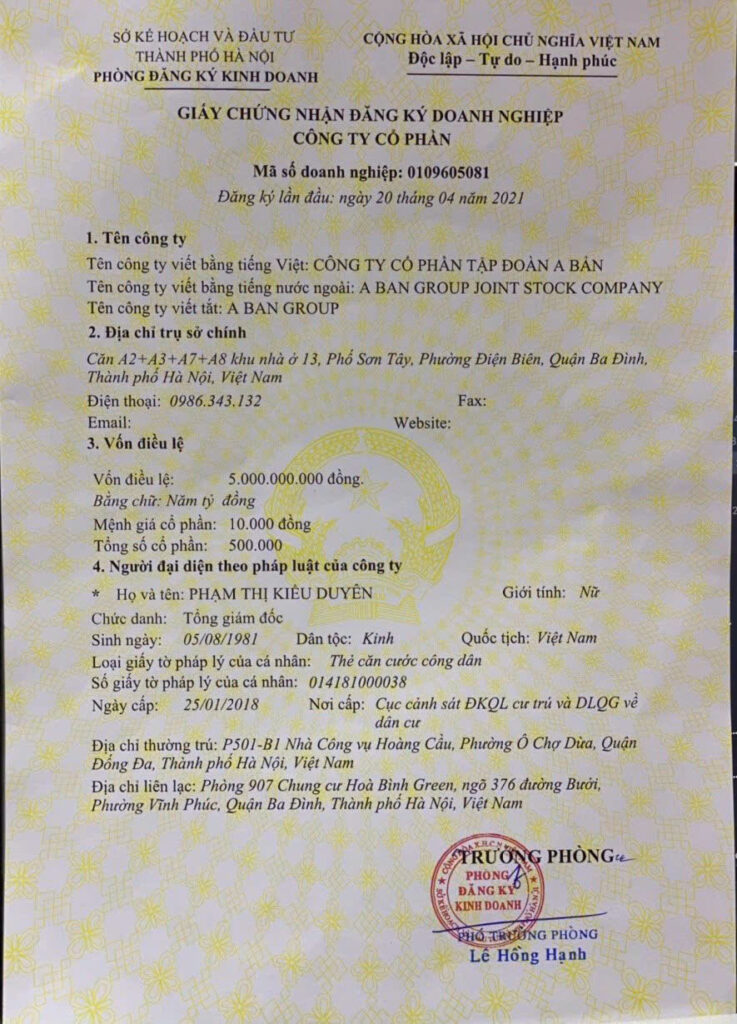 SỞ KẾ HOẠCH VÀ ĐẦU TƯ
THÀNH PHỐ HÀ NỘI
PHÒNG ĐĂNG KÝ KINH DOANH
CỘNG HÒA XÃ HỘI CHỦ NGHĨA VIỆT NAM
Độc lập – Tự do – Hạnh phúc
GIẤY CHỨNG NHẬN ĐĂNG KÝ DOANH NGHIỆP
CÔNG TY CỔ PHẦN
Mã số doanh nghiệp: 0109605081
Đăng ký lần đầu: ngày 20 tháng 04 năm 2021
1. Tên công ty
Tên công ty viết bằng tiếng Việt: CÔNG TY CỔ PHẦN TẬP ĐOÀN A BẢN
Tên công ty viết bằng tiếng nước ngoài: A BAN GROUP JOINT STOCK COMPANY
Tên công ty viết tắt: A BAN GROUP
2. Địa chỉ trụ sở chính
Căn A2+A3+A7+A8 khu nhà ở 13, Phố Sơn Tây, Phường Điện Biên, Quận Ba Đình,
Thành phố Hà Nội, Việt Nam
Điện thoại: 0986.343.132 Fax:
Email: Website:
3. Vốn điều lệ
Vốn điều lệ: 5.000.000.000 đồng.
Bằng chữ: Năm tỷ đồng
Mệnh giá cổ phần: 10.000 đồng
Tổng số cổ phần: 500.000
4. Người đại diện theo pháp luật của công ty
* Họ và tên: PHẠM THỊ KIỀU DUYÊN Giới tính: Nữ
Chức danh: Tổng giám đốc
Sinh ngày: 05/08/1981 Dân tộc: Kinh Quốc tịch: Việt Nam
Loại giấy tờ pháp lý của cá nhân: Thẻ căn cước công dân
Số giấy tờ pháp lý của cá nhân: 014181000038
Ngày cấp: 25/01/2018 Nơi cấp: Cục cảnh sát ĐKQL cư trú và DLQG về
dân cư
Địa chỉ thường trú: P501-B1 Nhà Công vụ Hoàng Cầu, Phường Ô Chợ Dừa, Quận
Đống Đa, Thành phố Hà Nội, Việt Nam
Địa chỉ liên lạc: Phòng 907 Chung cư Hoà Bình Green, ngõ 376 đường Bưởi,
Phường Vĩnh Phúc, Quận Ba Đình, Thành phố Hà Nội, Việt Nam
TRƯỞNG PHÒNG
PHÒNG
ĐĂNG KÝ
KINH DOANH
PHÓ TRƯỞNG PHÒNG
Lê Hồng Hạnh